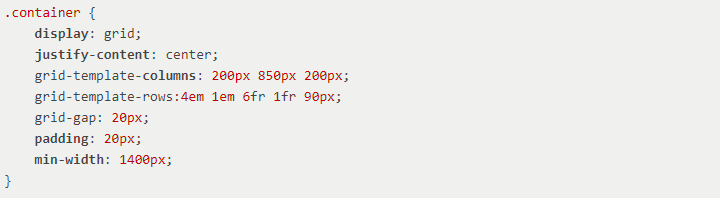 .container {
    display: grid;
    justify-content: center;
    grid-template-columns: 200px 850px 200px;
    grid-template-rows:4em 1em 6fr 1fr 90px;
    grid-gap: 20px;
    padding: 20px;
    min-width: 1400px;
}